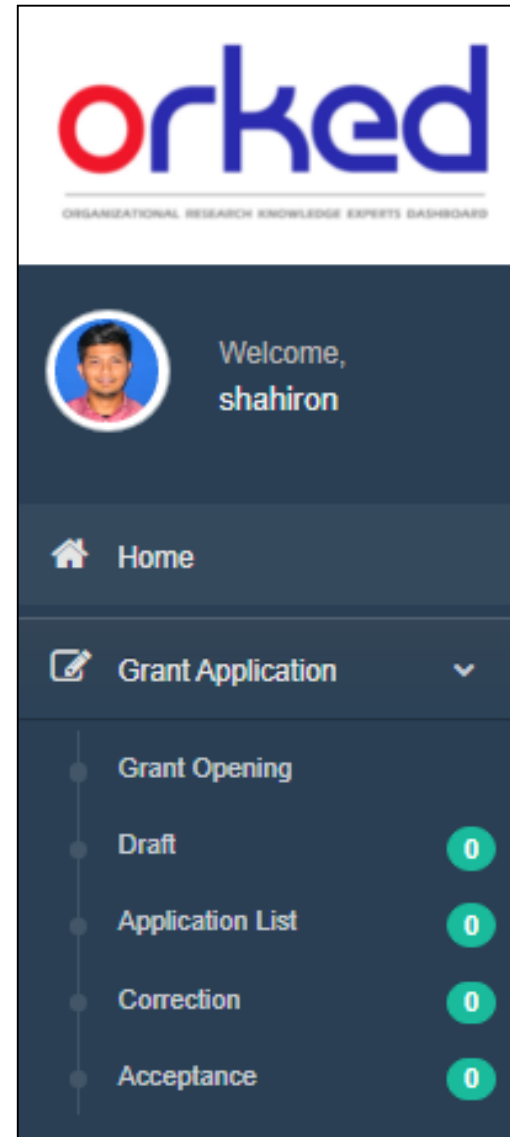 orked
ORGANIZATIONAL RESEARCH KNOWLEDGE EXPERTS DASHBOARD
Welcome,
shahiron
Home
Grant Application
Grant Opening
Draft 0
Application List 0
Correction 0
Acceptance 0